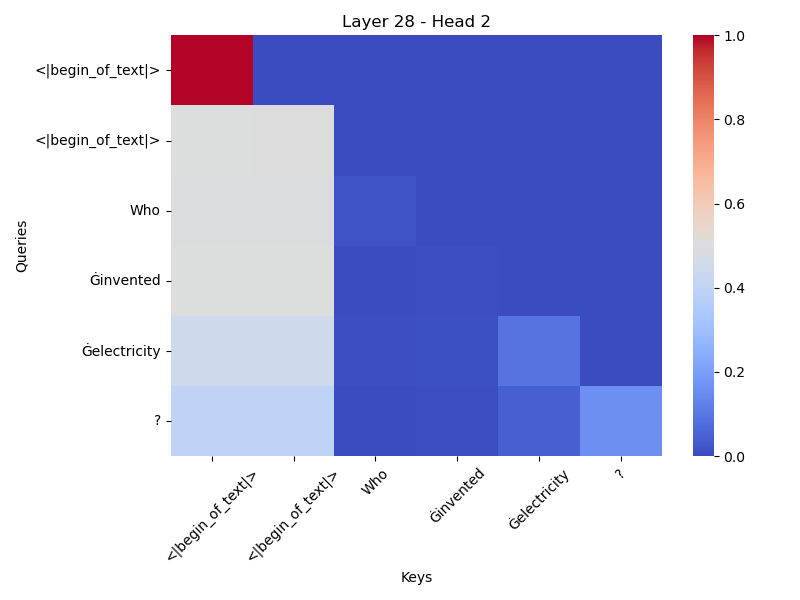 Layer 28 - Head 2
<|begin_of_text|>
<|begin_of_text|>
Who
Ġinvented
Ġelectricity
?
Queries
<|begin_of_text|>
<|begin_of_text|>
Who
Ġinvented
Ġelectricity
?
Keys
1.0
0.8
0.6
0.4
0.2
0.0